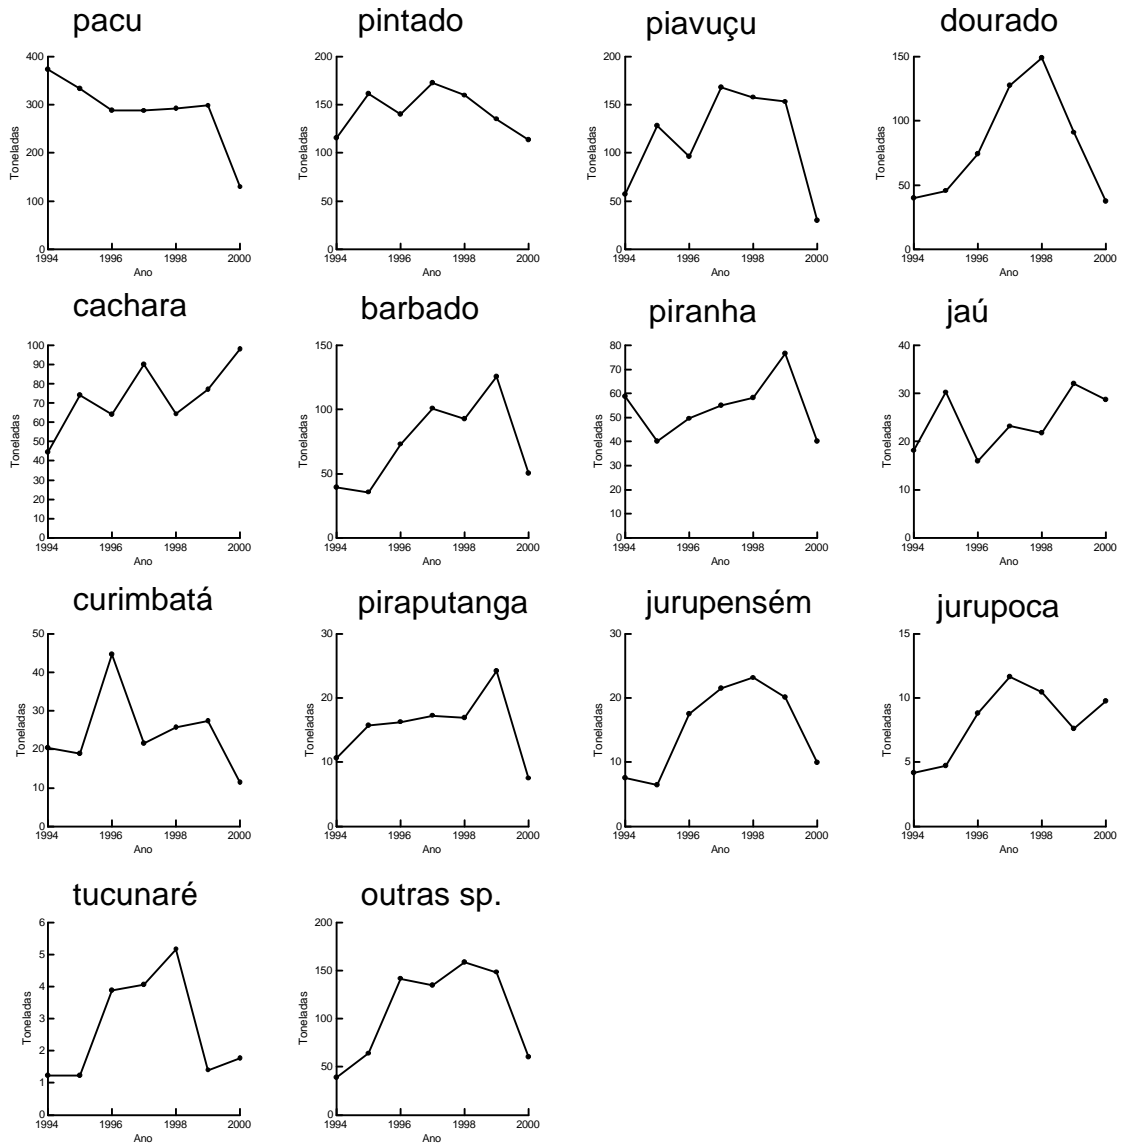 pacu
400
300
200
100
0
Toneladas
1994 1996 1998 2000
Ano
pintado
200
150
100
50
0
Toneladas
1994 1996 1998 2000
Ano
piavuçu
200
150
100
50
0
Toneladas
1994 1996 1998 2000
Ano
dourado
150
100
50
0
Toneladas
1994 1996 1998 2000
Ano
cachara
100
90
80
70
60
50
40
30
20
10
0
Toneladas
1994 1996 1998 2000
Ano
barbado
150
100
50
0
Toneladas
1994 1996 1998 2000
Ano
piranha
80
70
60
50
40
30
20
10
0
Toneladas
1994 1996 1998 2000
Ano
jaú
40
30
20
10
0
Toneladas
1994 1996 1998 2000
Ano
curimbatá
50
40
30
20
10
0
Toneladas
1994 1996 1998 2000
Ano
piraputanga
30
20
10
0
Toneladas
1994 1996 1998 2000
Ano
jurupensém
30
20
10
0
Toneladas
1994 1996 1998 2000
Ano
jurupoca
15
10
5
0
Toneladas
1994 1996 1998 2000
Ano
tucunaré
6
5
4
3
2
1
0
Toneladas
1994 1996 1998 2000
Ano
outras sp.
200
150
100
50
0
Toneladas
1994 1996 1998 2000
Ano